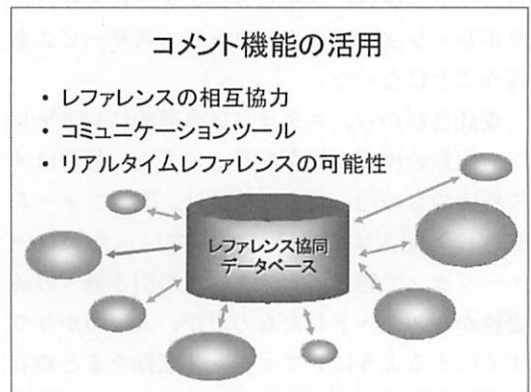 コメント機能の活用
・ レファレンスの相互協力
・ コミュニケーションツール
・ リアルタイムレファレンスの可能性
レファレンス協同
データベース